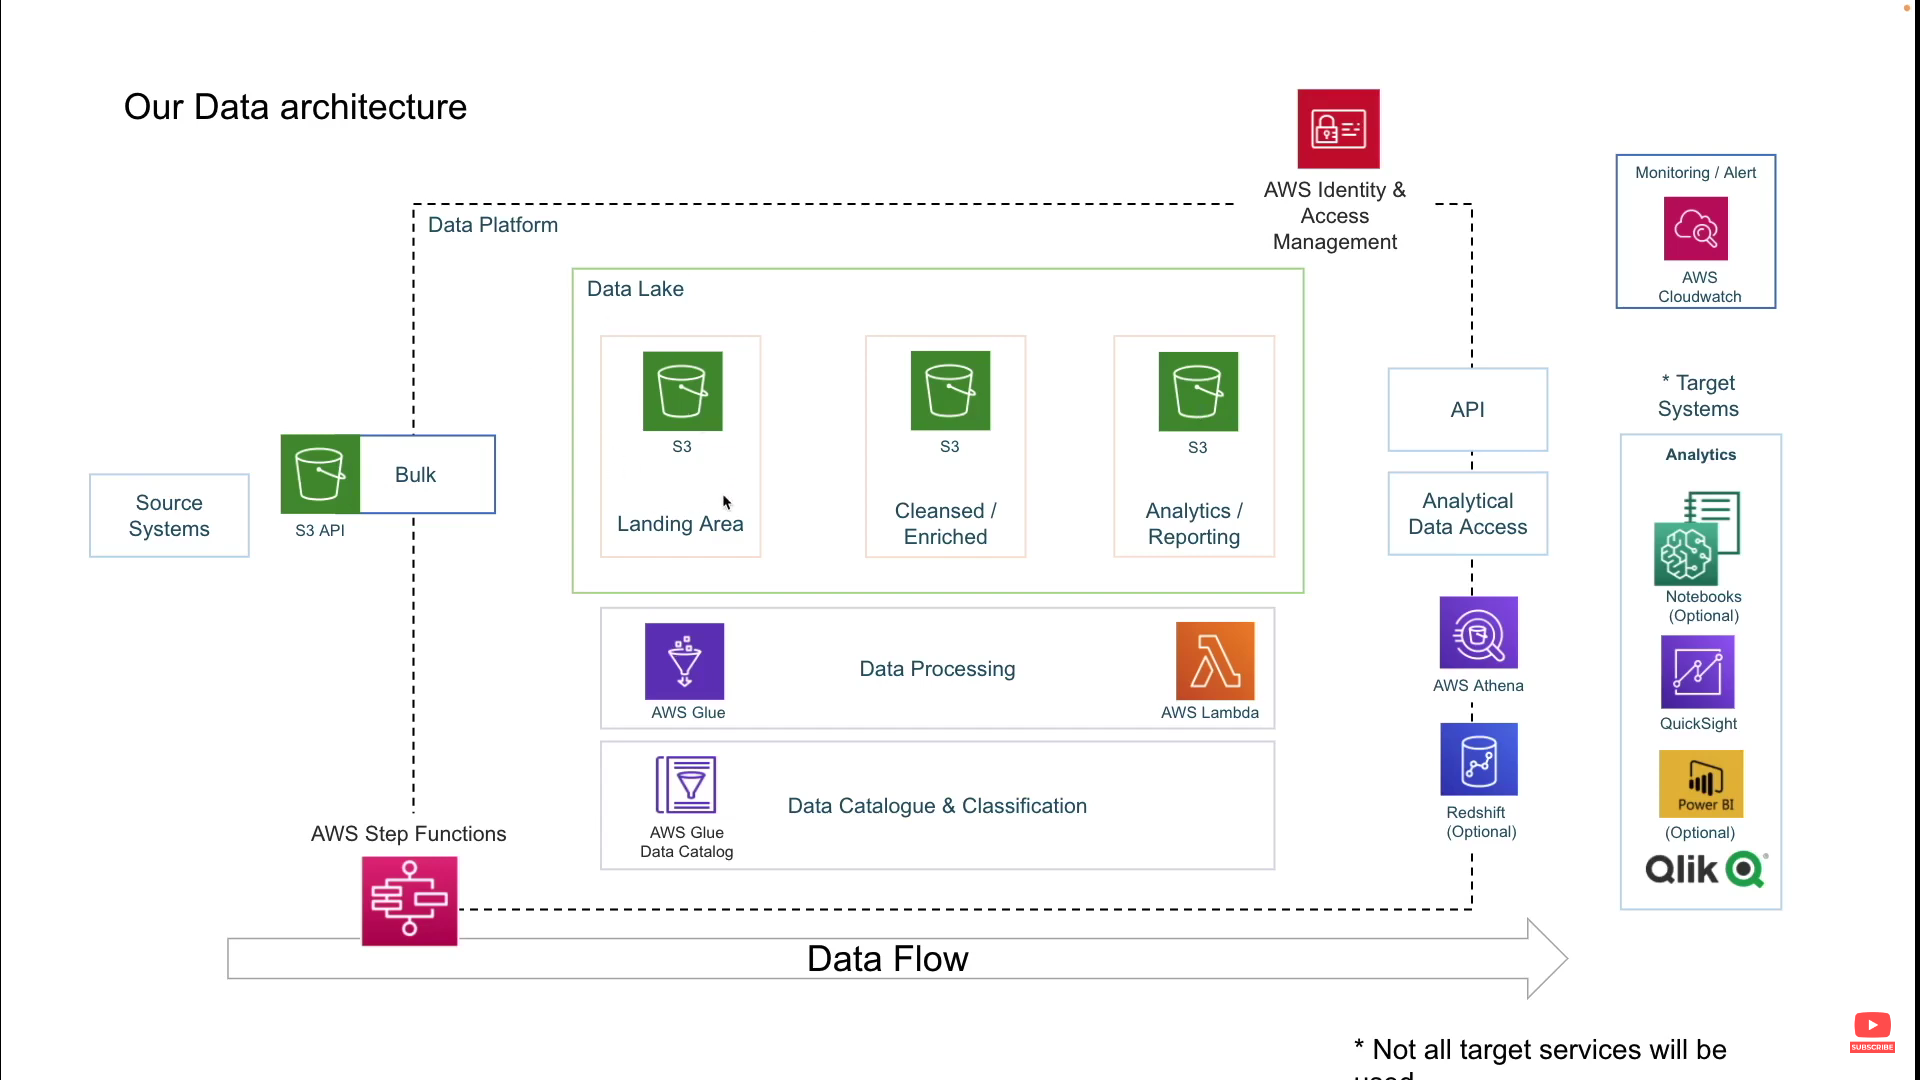 Our Data architecture
AWS Identity &
Access
Management
Monitoring / Alert
AWS
Cloudwatch
Data Platform
Data Lake
S3
Landing Area
S3
Cleansed /
Enriched
S3
Analytics /
Reporting
Source
Systems
S3 API
Bulk
API
Analytical
Data Access
AWS Athena
Redshift
(Optional)
* Target
Systems
Analytics
Notebooks
(Optional)
QuickSight
Power BI
(Optional)
Qlik
AWS Glue
Data Processing
AWS Lambda
AWS Glue
Data Catalog
Data Catalogue & Classification
AWS Step Functions
Data Flow
* Not all target services will be
used
SUBSCRIBE